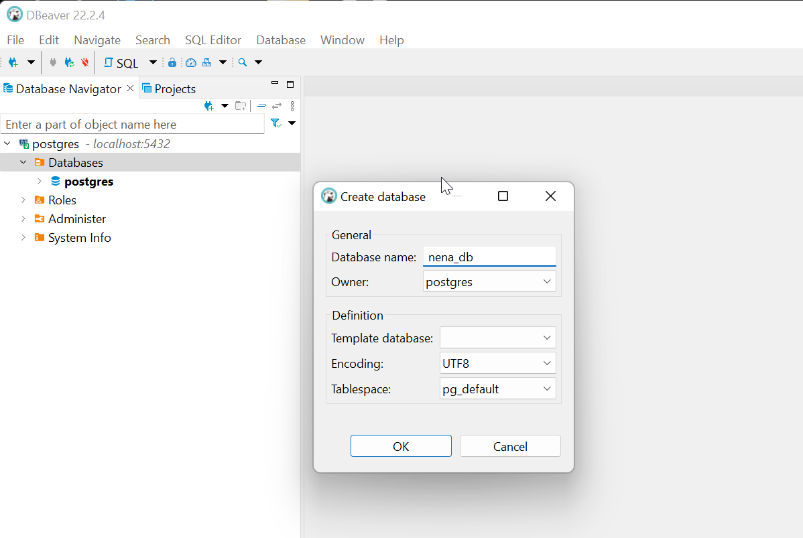 DBeaver 22.2.4
File Edit Navigate Search SQL Editor Database Window Help
SQL
Database Navigator Projects
Enter a part of object name here
postgres - localhost:5432
Databases
postgres
Roles
Administer
System Info
Create database
General
Database name: nena_db
Owner: postgres
Definition
Template database:
Encoding: UTF8
Tablespace: pg_default
OK Cancel